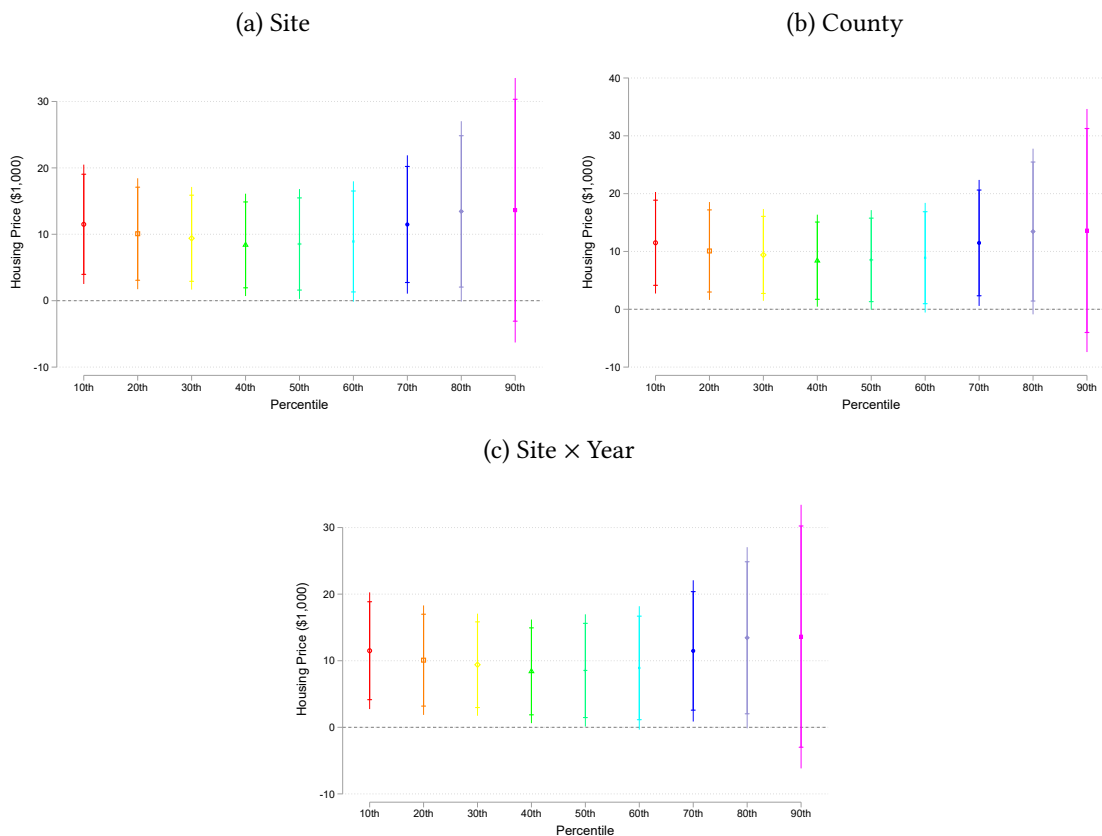 (a) Site
Housing Price ($1,000)
30
20
10
0
-10
10th 20th 30th 40th 50th 60th 70th 80th 90th
Percentile
(b) County
Housing Price ($1,000)
40
30
20
10
0
-10
10th 20th 30th 40th 50th 60th 70th 80th 90th
Percentile
(c) Site × Year
Housing Price ($1,000)
30
20
10
0
-10
10th 20th 30th 40th 50th 60th 70th 80th 90th
Percentile